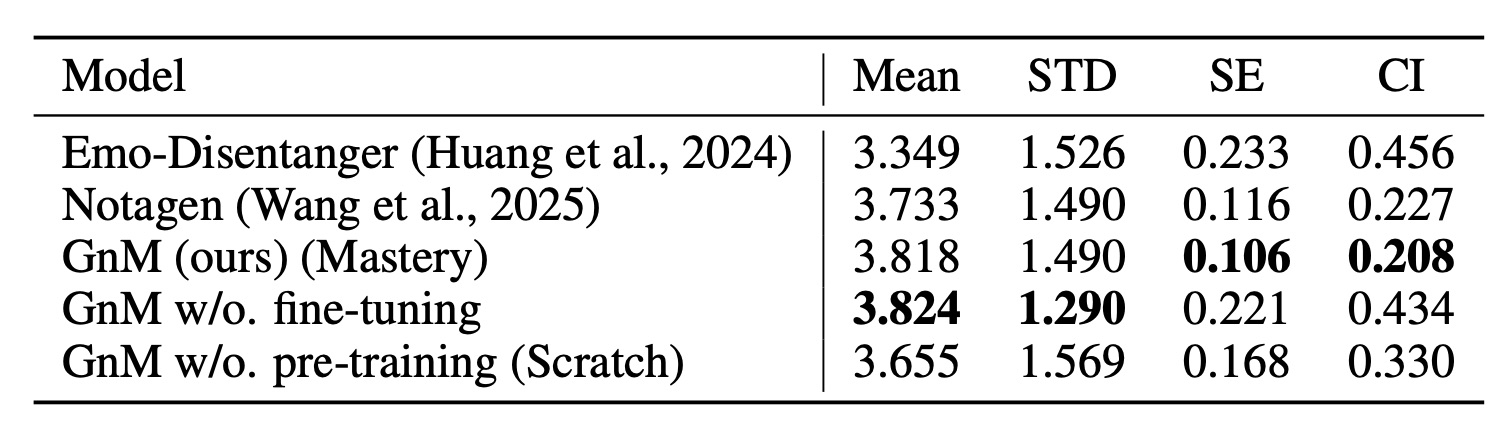 Model Mean STD SE CI
Emo-Disentanger (Huang et al., 2024) 3.349 1.526 0.233 0.456
Notagen (Wang et al., 2025) 3.733 1.490 0.116 0.227
GnM (ours) (Mastery) 3.818 1.490 0.106 0.208
GnM w/o. fine-tuning 3.824 1.290 0.221 0.434
GnM w/o. pre-training (Scratch) 3.655 1.569 0.168 0.330